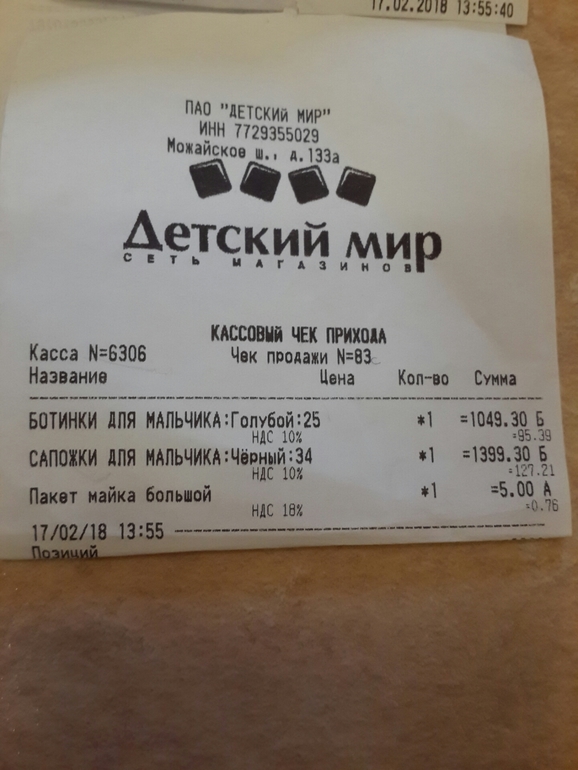 17.02.2018 13:55:40
ПАО "ДЕТСКИЙ МИР"
ИНН 7729355029
Можайское ш., д.133а
Детский мир
СЕТЬ МАГАЗИНОВ
КАССОВЫЙ ЧЕК ПРИХОДА
Касса N=6306 Чек продажи N=83
Название Цена Кол-во Сумма
БОТИНКИ ДЛЯ МАЛЬЧИКА:Голубой:25 *1 =1049.30 Б
НДС 10% =95.39
САПОЖКИ ДЛЯ МАЛЬЧИКА:Чёрный:34 *1 =1399.30 Б
НДС 10% =127.21
Пакет майка большой *1 =5.00 А
НДС 18% =0.76
17/02/18 13:55
Позиций